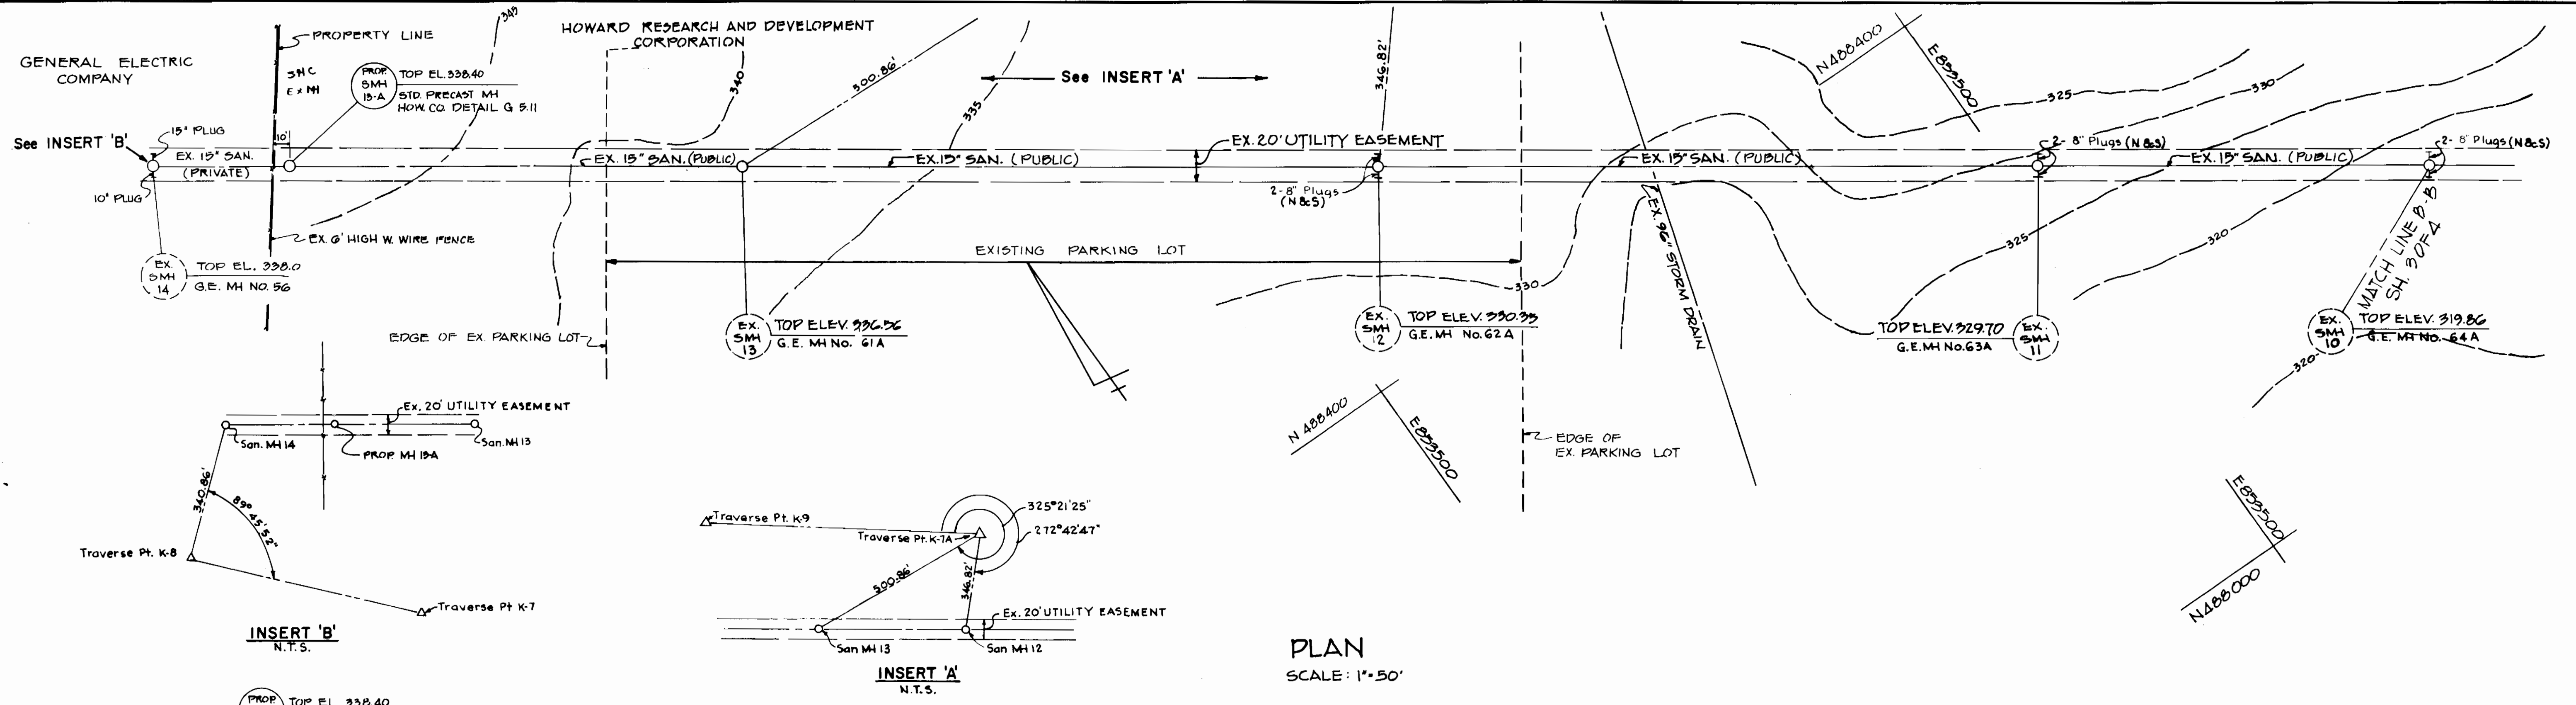 GENERAL ELECTRIC
COMPANY
PROPERTY LINE
EX MH
PROP.
SMH
13-A
TOP EL. 338.40
STD. PRECAST MH
HOW. CO. DETAIL G 5.11
345
HOWARD RESEARCH AND DEVELOPMENT
CORPORATION
340
500.86'
335
See INSERT 'A'
346.82'
N488400
E853500
325
330
See INSERT 'B'
15" PLUG
10'
EX. 15" SAN.
(PRIVATE)
10" PLUG
EX. 15" SAN. (PUBLIC)
EX. 15" SAN. (PUBLIC)
EX. 20' UTILITY EASEMENT
2-8" Plugs
(N & S)
EX. 15" SAN. (PUBLIC)
2- 8" Plugs (N & S)
EX. 15" SAN. (PUBLIC)
2- 8" Plugs (N & S)
EX. 6' HIGH W. WIRE FENCE
EX.
SMH
14
TOP EL. 338.0
G.E. MH NO. 56
EXISTING PARKING LOT
EX. 96" STORM DRAIN
330
325
320
MATCH LINE B-B
SH. 3 OF 4
EDGE OF EX. PARKING LOT
EX.
SMH
13
TOP ELEV. 336.56
G.E. MH No. 61A
EX.
SMH
12
TOP ELEV. 330.35
G.E. MH No. 62A
TOP ELEV. 329.70
G.E. MH No. 63A
EX.
SMH
11
EX.
SMH
10
TOP ELEV. 319.86
G.E. MH No. 64A
320
N 488400
E853500
EDGE OF
EX. PARKING LOT
E853500
N488000
Ex. 20' UTILITY EASEMENT
San. MH 14
San. MH 13
PROP. MH 13-A
340.86'
89° 45' 52"
Traverse Pt. K-8
Traverse Pt K-7
INSERT 'B'
N.T.S.
Traverse Pt. K-9
Traverse Pt. K-7A
325°21'25"
272°42'47"
500.86'
346.82'
Ex. 20' UTILITY EASEMENT
San MH 13
San MH 12
INSERT 'A'
N.T.S.
PLAN
SCALE: 1"=50'
PROP.
TOP EL. 338.40